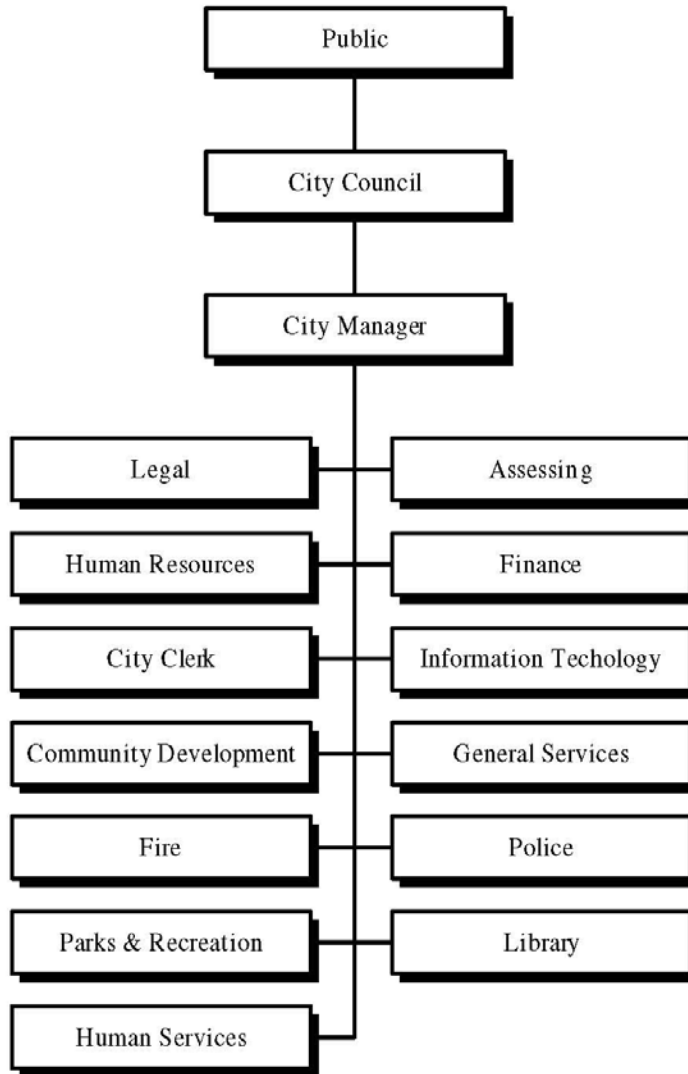 Public
City Council
City Manager
Legal
Assessing
Human Resources
Finance
City Clerk
Information Techology
Community Development
General Services
Fire
Police
Parks & Recreation
Library
Human Services